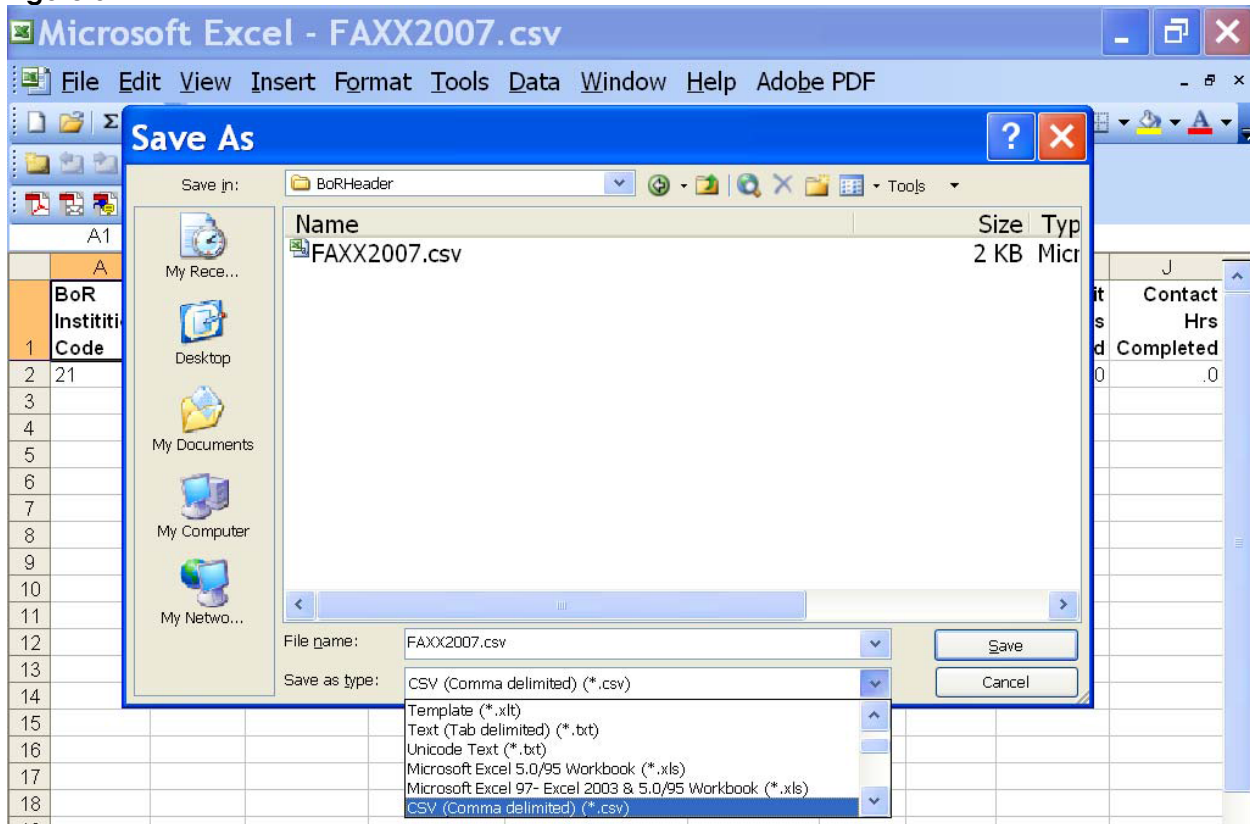 Microsoft Excel - FAXX2007.csv
File Edit View Insert Format Tools Data Window Help Adobe PDF
Σ A
Save As
Save in: BoRHeader Tools
A1
Name Size Typ
FAXX2007.csv 2 KB Micr
My Rece...
Desktop
My Documents
My Computer
My Netwo...
File name: FAXX2007.csv Save
Save as type: CSV (Comma delimited) (*.csv) Cancel
Template (*.xlt)
Text (Tab delimited) (*.txt)
Unicode Text (*.txt)
Microsoft Excel 5.0/95 Workbook (*.xls)
Microsoft Excel 97- Excel 2003 & 5.0/95 Workbook (*.xls)
CSV (Comma delimited) (*.csv)
A J
BoR it Contact
Instititi s Hrs
1 Code d Completed
2 21 0 .0
3
4
5
6
7
8
9
10
11
12
13
14
15
16
17
18